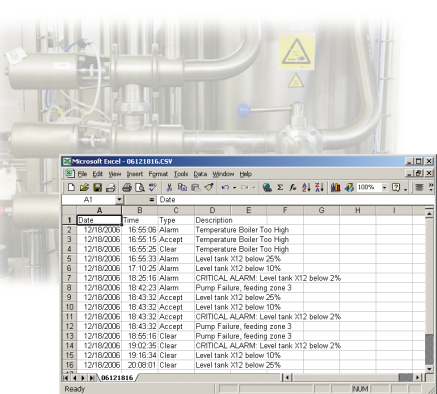 Microsoft Excel - 06121816.CSV
File Edit View Insert Format Tools Data Window Help
100%
A1 = Date
A B C D E F G H I
1 Date Time Type Description
2 12/18/2006 16:55:06 Alarm Temperature Boiler Too High
3 12/18/2006 16:55:15 Accept Temperature Boiler Too High
4 12/18/2006 16:55:25 Clear Temperature Boiler Too High
5 12/18/2006 16:55:33 Alarm Level tank X12 below 25%
6 12/18/2006 17:10:25 Alarm Level tank X12 below 10%
7 12/18/2006 18:25:16 Alarm CRITICAL ALARM: Level tank X12 below 2%
8 12/18/2006 18:42:23 Alarm Pump Failure, feeding zone 3
9 12/18/2006 18:43:32 Accept Level tank X12 below 25%
10 12/18/2006 18:43:32 Accept Level tank X12 below 10%
11 12/18/2006 18:43:32 Accept CRITICAL ALARM: Level tank X12 below 2%
12 12/18/2006 18:43:32 Accept Pump Failure, feeding zone 3
13 12/18/2006 18:55:16 Clear Pump Failure, feeding zone 3
14 12/18/2006 19:02:35 Clear CRITICAL ALARM: Level tank X12 below 2%
15 12/18/2006 19:16:34 Clear Level tank X12 below 10%
16 12/18/2006 20:08:01 Clear Level tank X12 below 25%
06121816
Ready NUM